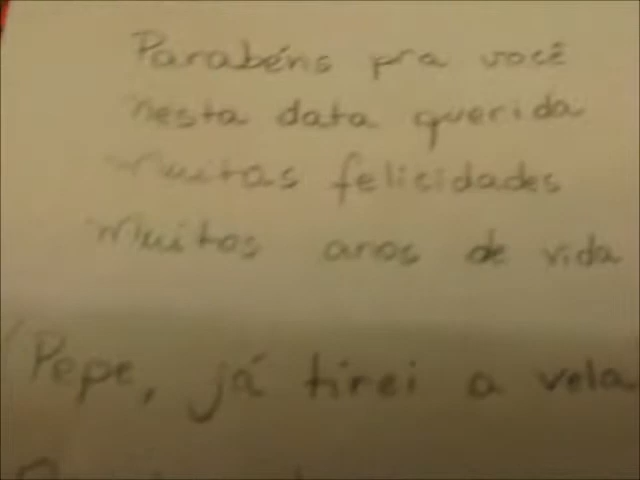 Parabéns pra você
nesta data querida
Muitas felicidades
Muitos anos de vida
(Pepe, já tirei a vela